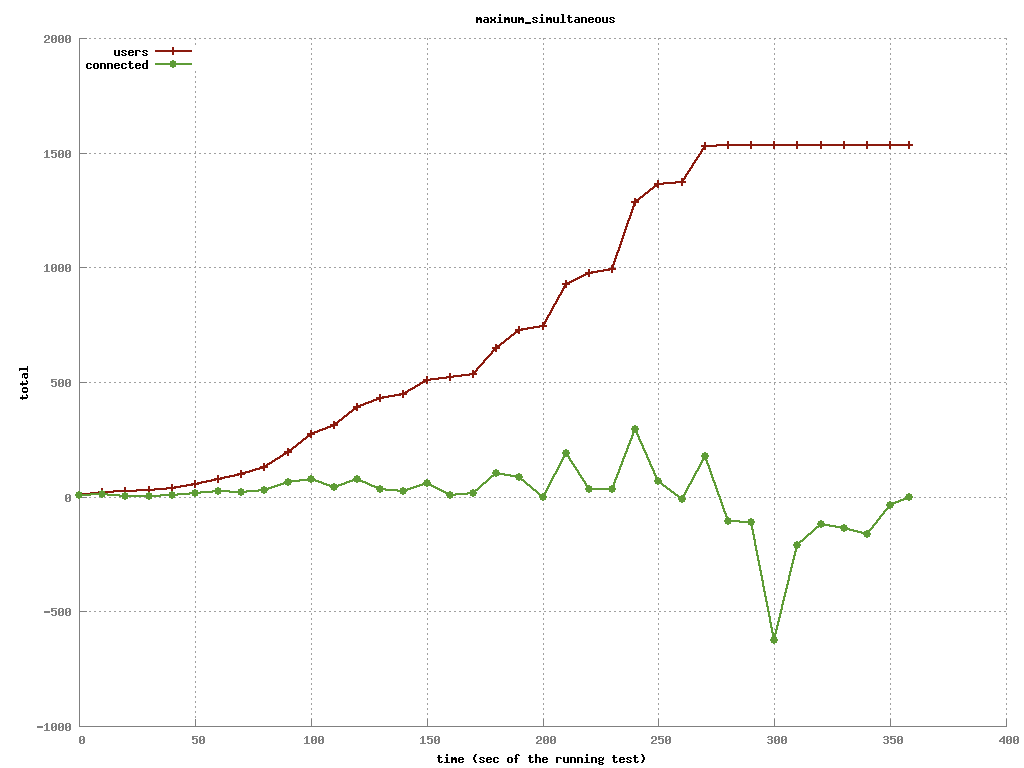 maximum_simultaneous
2000
users
connected
1500
1000
total
500
0
-500
-1000
0 50 100 150 200 250 300 350 400
time (sec of the running test)